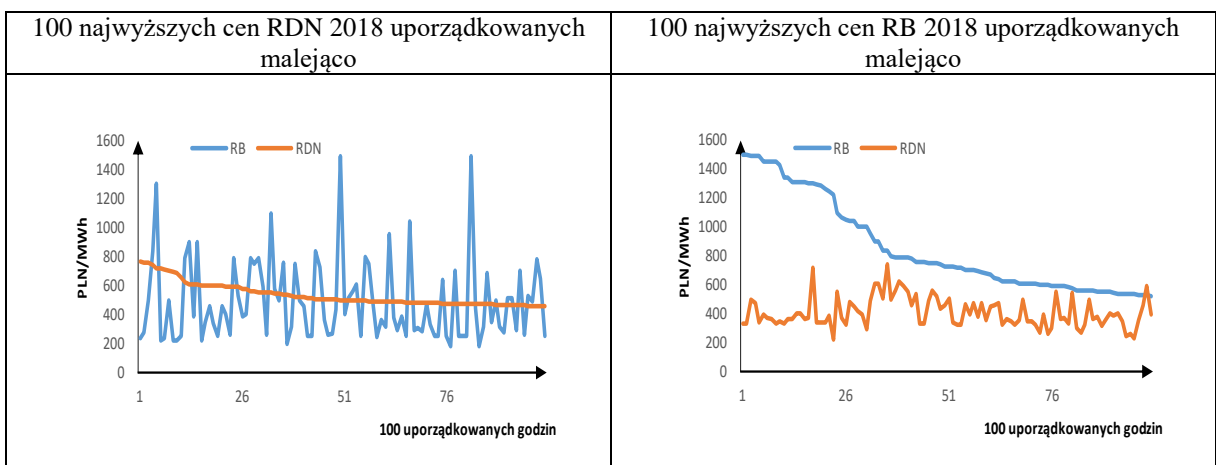 100 najwyższych cen RDN 2018 uporządkowanych
malejąco
100 najwyższych cen RB 2018 uporządkowanych
malejąco
1600
1400
1200
1000
800
600
400
200
0
PLN/MWh
RB
RDN
1
26
51
76
100 uporządkowanych godzin
1600
1400
1200
1000
800
600
400
200
0
PLN/MWh
RB
RDN
1
26
51
76
100 uporządkowanych godzin